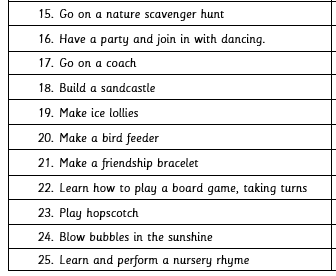 15. Go on a nature scavenger hunt
16. Have a party and join in with dancing.
17. Go on a coach
18. Build a sandcastle
19. Make ice lollies
20. Make a bird feeder
21. Make a friendship bracelet
22. Learn how to play a board game, taking turns
23. Play hopscotch
24. Blow bubbles in the sunshine
25. Learn and perform a nursery rhyme